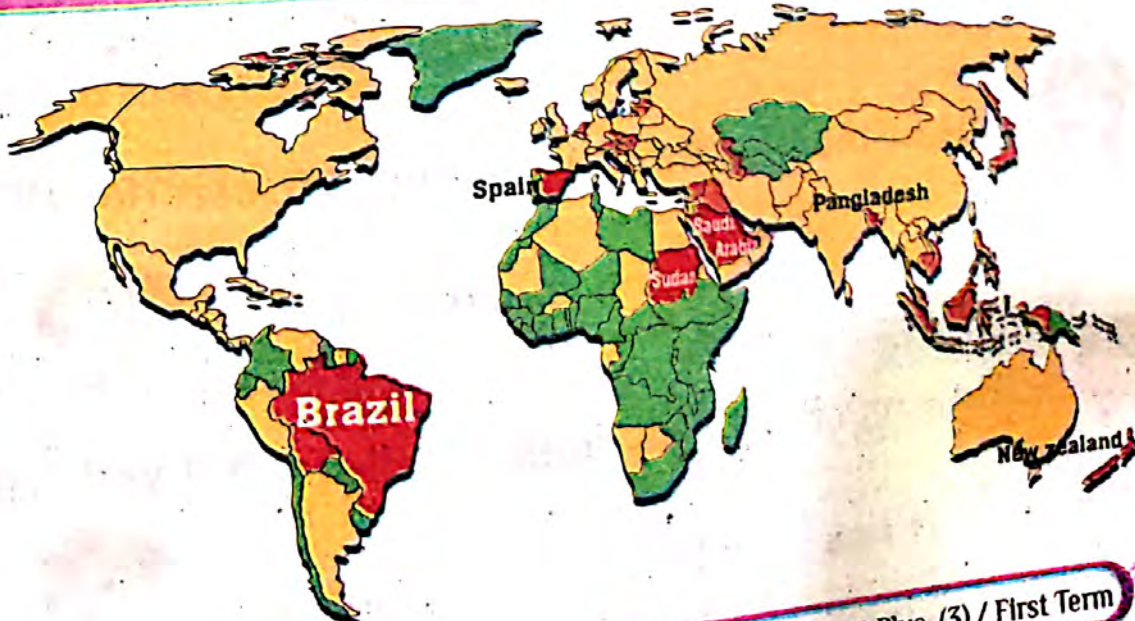 Spain
Pangladesh
Saudi
Arabia
Sudan
Brazil
New zealand
(3) / First Term